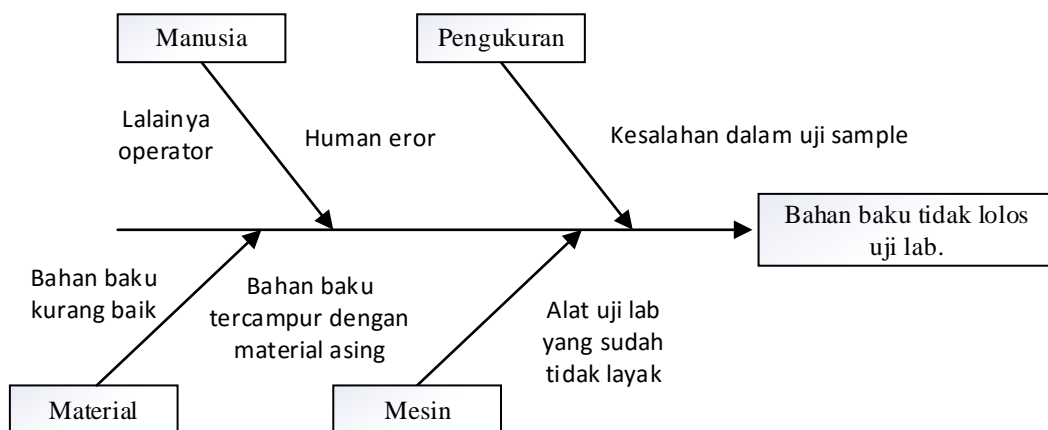 Manusia
Pengukuran
Lalainya
operator
Human eror
Kesalahan dalam uji sample
Bahan baku tidak lolos
uji lab.
Bahan baku
kurang baik
Bahan baku
tercampur dengan
material asing
Alat uji lab
yang sudah
tidak layak
Material
Mesin